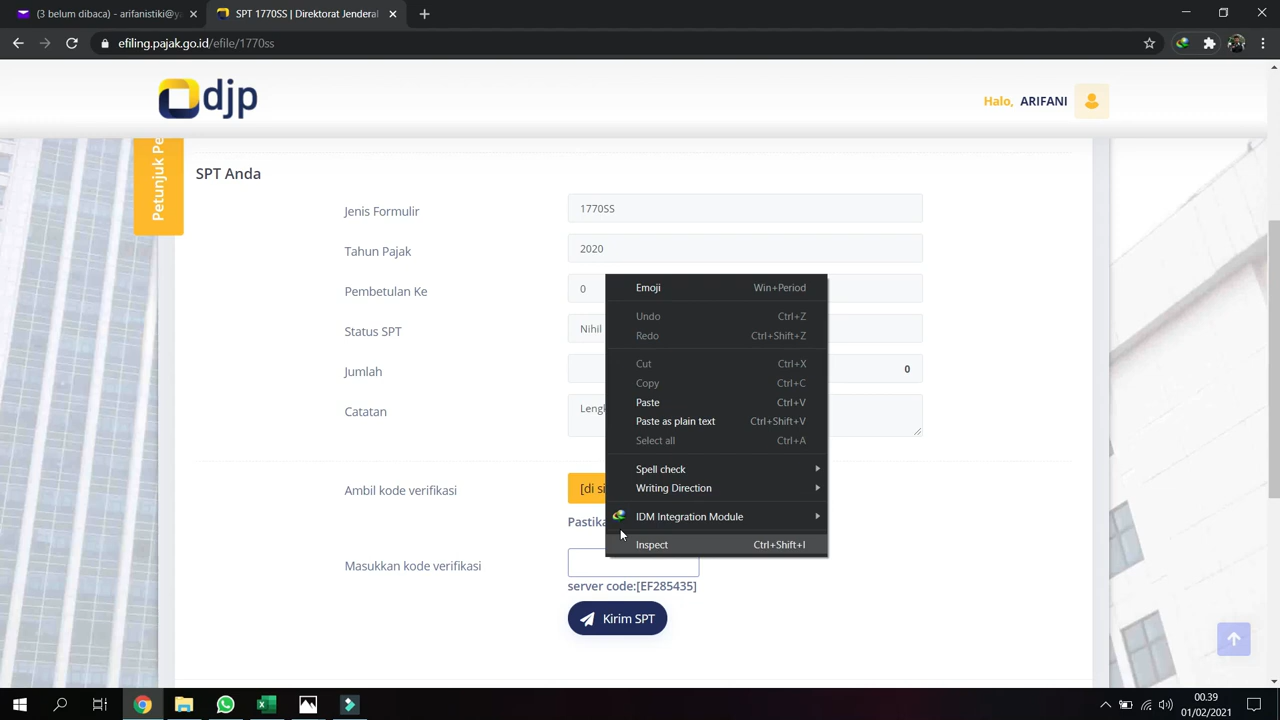 (3 belum dibaca) - arifanistiki@y
SPT 1770SS | Direktorat Jenderal
efiling.pajak.go.id/efile/1770ss
djp
Halo, ARIFANI
Petunjuk Pe
SPT Anda
Jenis Formulir
1770SS
Tahun Pajak
2020
Pembetulan Ke
0
Status SPT
Nihil
Jumlah
0
Catatan
Lengk
Emoji Win+Period
Undo Ctrl+Z
Redo Ctrl+Shift+Z
Cut Ctrl+X
Copy Ctrl+C
Paste Ctrl+V
Paste as plain text Ctrl+Shift+V
Select all Ctrl+A
Spell check
Writing Direction
IDM Integration Module
Inspect Ctrl+Shift+I
Ambil kode verifikasi
[di si
Pastika
Masukkan kode verifikasi
server code:[EF285435]
Kirim SPT
00.39
01/02/2021